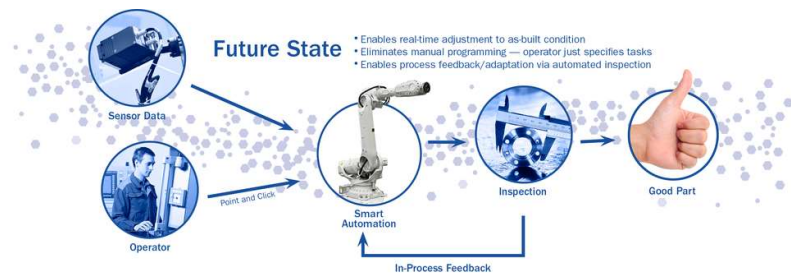 Future State
• Enables real-time adjustment to as-built condition
• Eliminates manual programming — operator just specifies tasks
• Enables process feedback/adaptation via automated inspection
Sensor Data
Point and Click
Operator
Smart
Automation
Inspection
Good Part
In-Process Feedback